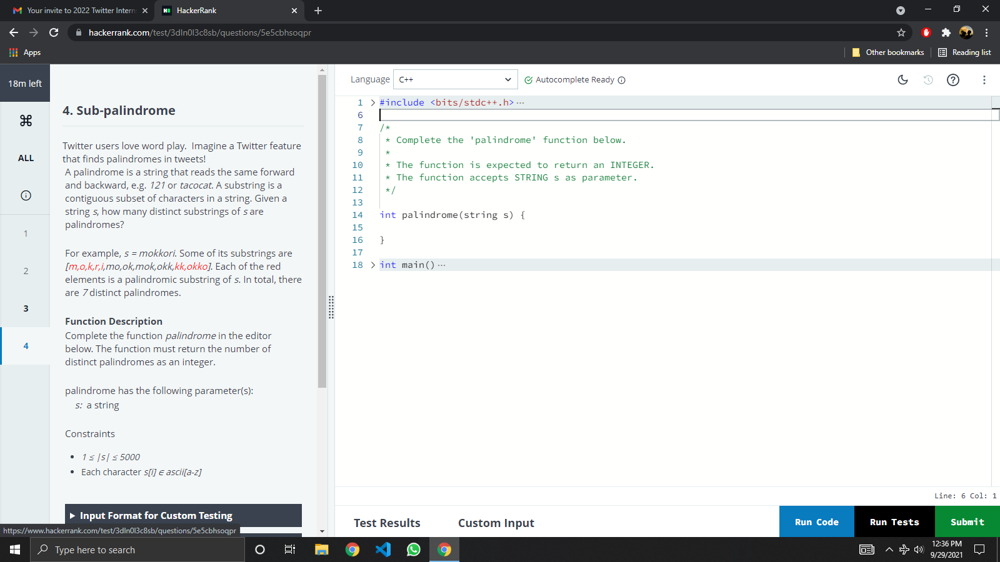 Your invite to 2022 Twitter Intern
HackerRank
hackerrank.com/test/3dln0l3c8sb/questions/5e5cbhsoqpr
Apps
Other bookmarks
Reading list
18m left
ALL
1
2
3
4
4. Sub-palindrome
Twitter users love word play. Imagine a Twitter feature
that finds palindromes in tweets!
A palindrome is a string that reads the same forward
and backward, e.g. 121 or tacocat. A substring is a
contiguous subset of characters in a string. Given a
string s, how many distinct substrings of s are
palindromes?
For example, s = mokkori. Some of its substrings are
[m,o,k,r,i,mo,ok,mok,okk,kk,okko]. Each of the red
elements is a palindromic substring of s. In total, there
are 7 distinct palindromes.
Function Description
Complete the function palindrome in the editor
below. The function must return the number of
distinct palindromes as an integer.
palindrome has the following parameter(s):
s: a string
Constraints
• 1 ≤ |s| ≤ 5000
• Each character s[i] ∈ ascii[a-z]
Input Format for Custom Testing
https://www.hackerrank.com/test/3dln0l3c8sb/questions/5e5cbhsoqpr
Language C++ Autocomplete Ready
1 #include <bits/stdc++.h>⋯
6
7 /*
8 * Complete the 'palindrome' function below.
9 *
10 * The function is expected to return an INTEGER.
11 * The function accepts STRING s as parameter.
12 */
13
14 int palindrome(string s) {
15
16 }
17
18 int main()⋯
Line: 6 Col: 1
Test Results
Custom Input
Run Code
Run Tests
Submit
Type here to search
12:36 PM
9/29/2021